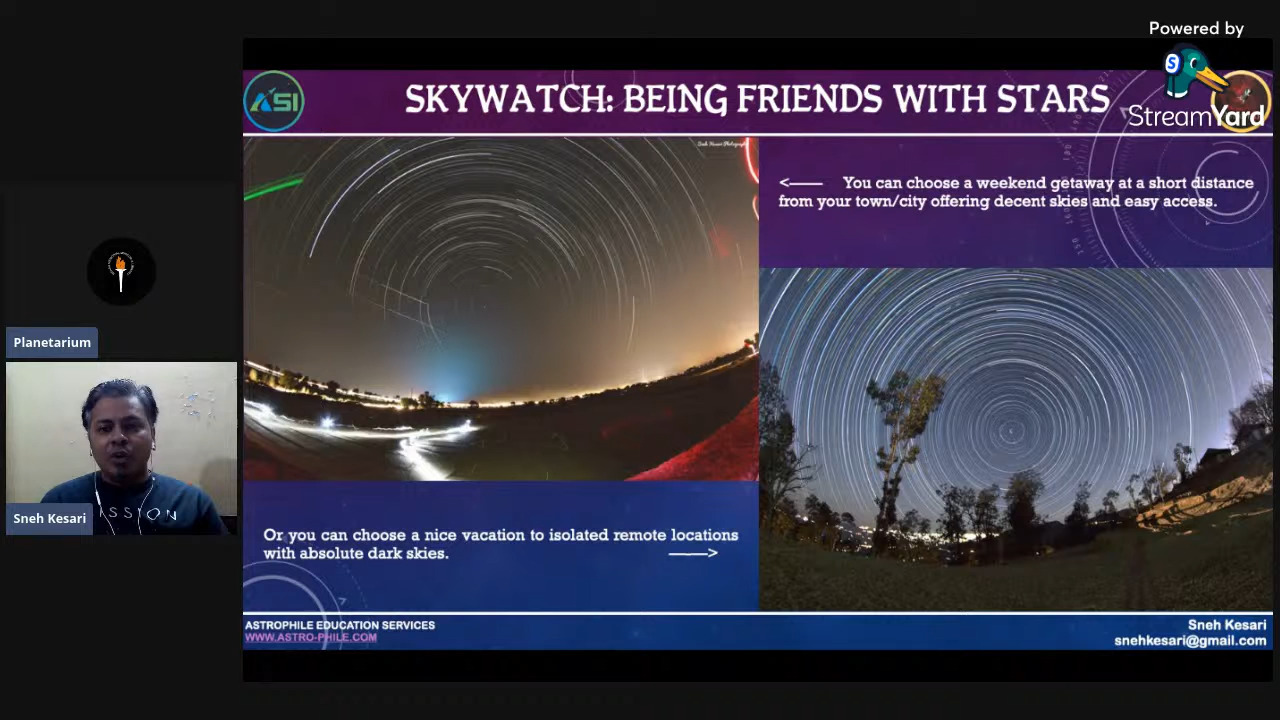 Powered by
StreamYard
ASI
SKYWATCH: BEING FRIENDS WITH STARS
<—— You can choose a weekend getaway at a short distance
from your town/city offering decent skies and easy access.
Planetarium
Sneh Kesari
ISSION
Or you can choose a nice vacation to isolated remote locations
with absolute dark skies. ——>
ASTROPHILE EDUCATION SERVICES
WWW.ASTRO-PHILE.COM
Sneh Kesari
snehkesari@gmail.com